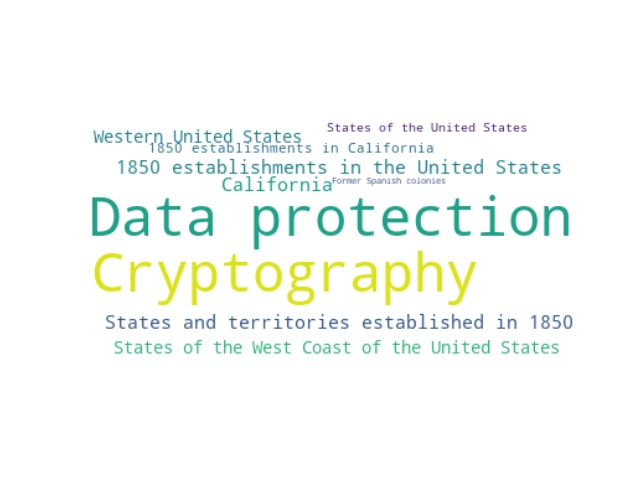 States of the United States
Western United States
1850 establishments in California
1850 establishments in the United States
California
Former Spanish colonies
Data protection
Cryptography
States and territories established in 1850
States of the West Coast of the United States